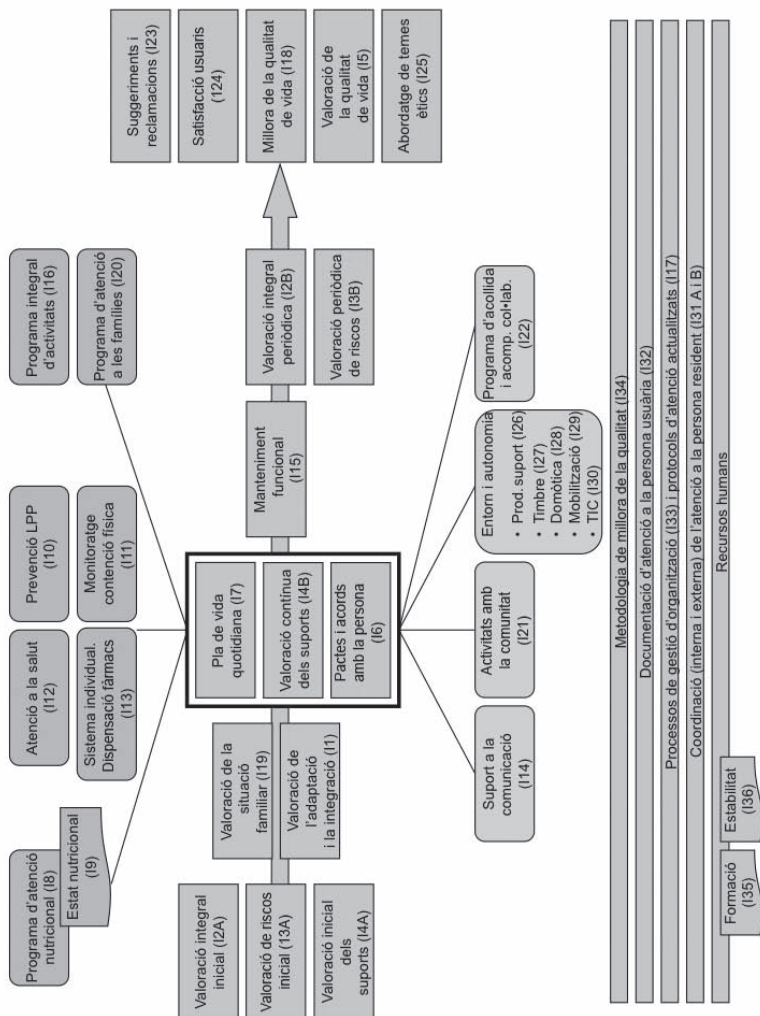 Programa d'atenció
nutricional (I8)
Estat nutricional
(I9)
Atenció a la salut
(I12)
Sistema individual.
Dispensació fàrmacs
(I13)
Prevenció LPP
(I10)
Monitoratge
contenció física
(I11)
Programa integral
d'activitats (I16)
Programa d'atenció
a les famílies (I20)
Valoració integral
inicial (I2A)
Valoració de riscos
inicial (13A)
Valoració inicial
dels
suports (I4A)
Valoració de la
situació
familiar (I19)
Valoració de
l'adaptació
i la integració (I1)
Pla de vida
quotidiana (I7)
Valoració contínua
dels suports (I4B)
Pactes i acords
amb la persona
(I6)
Manteniment
funcional
(I15)
Valoració integral
periòdica (I2B)
Valoració periòdica
de riscos (I3B)
Suggeriments i
reclamacions (I23)
Satisfacció usuaris
(124)
Millora de la qualitat
de vida (I18)
Valoració de
la qualitat
de vida (I5)
Abordatge de temes
ètics (I25)
Suport a la
comunicació
(I14)
Activitats amb
la comunitat
(I21)
Entorn i autonomia
• Prod. suport (I26)
• Timbre (I27)
• Domòtica (I28)
• Mobilització (I29)
• TIC (I30)
Programa d'acollida
i acomp. col•lab.
(I22)
Metodologia de millora de la qualitat (I34)
Documentació d'atenció a la persona usuària (I32)
Processos de gestió d'organització (I33) i protocols d'atenció actualitzats (I17)
Coordinació (interna i externa) de l'atenció a la persona resident (I31 A i B)
Recursos humans
Formació
(I35)
Estabilitat
(I36)